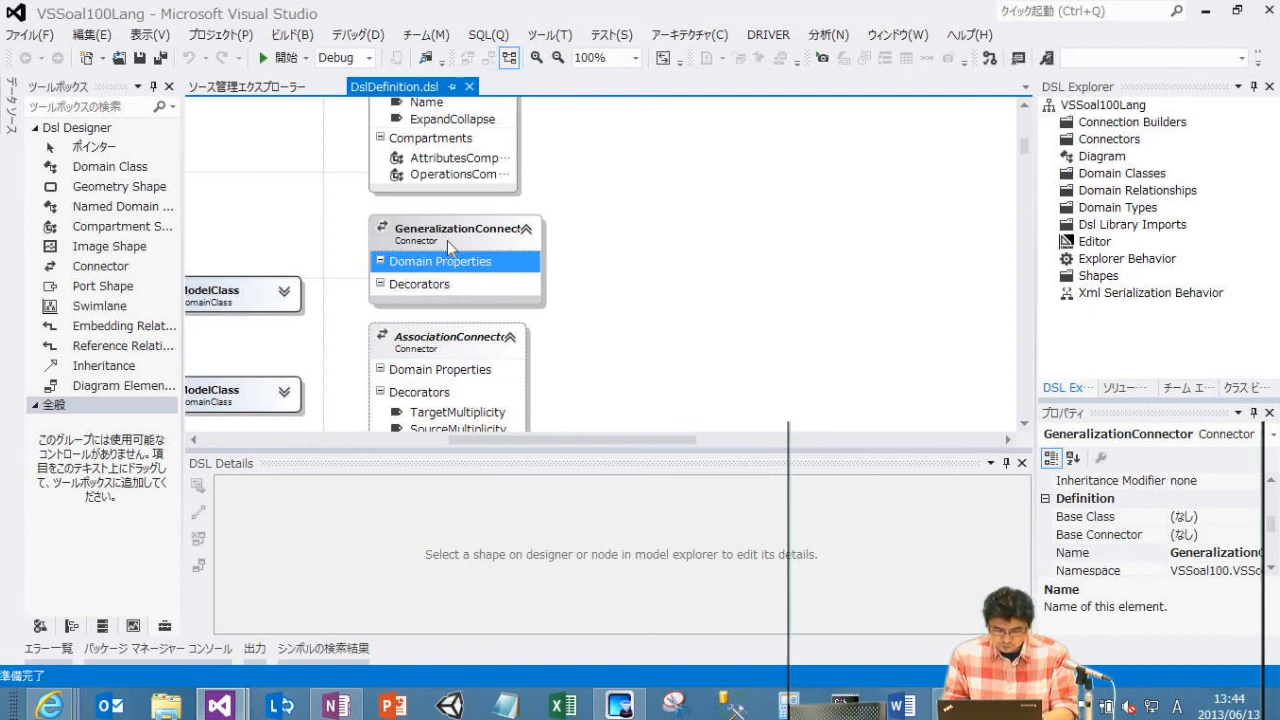 VSSoal100Lang - Microsoft Visual Studio
クイック起動 (Ctrl+Q)
ファイル(F) 編集(E) 表示(V) プロジェクト(P) ビルド(B) デバッグ(D) チーム(M) SQL(Q) ツール(T) テスト(S) アーキテクチャ(C) DRIVER 分析(N) ウィンドウ(W) ヘルプ(H)
開始 Debug 100%
データソース
ツールボックス
ツールボックスの検索
Dsl Designer
ポインター
Domain Class
Geometry Shape
Named Domain ...
Compartment S...
Image Shape
Connector
Port Shape
Swimlane
Embedding Relat...
Reference Relati...
Inheritance
Diagram Elemen...
全般
このグループには使用可能な
コントロールがありません。項
目をこのテキスト上にドラッグし
て、ツールボックスに追加してく
ださい。
ソース管理エクスプローラー DslDefinition.dsl
Name
ExpandCollapse
Compartments
AttributesComp...
OperationsCom...
GeneralizationConnect
Connector
Domain Properties
Decorators
AssociationConnecto
Connector
Domain Properties
Decorators
TargetMultiplicity
SourceMultiplicity
lodelClass
omainClass
lodelClass
omainClass
DSL Details
Select a shape on designer or node in model explorer to edit its details.
DSL Explorer
VSSoal100Lang
Connection Builders
Connectors
Diagram
Domain Classes
Domain Relationships
Domain Types
Dsl Library Imports
Editor
Explorer Behavior
Shapes
Xml Serialization Behavior
DSL Ex... ソリュー... チーム エ... クラス ビ...
プロパティ
GeneralizationConnector Connector
Inheritance Modifier none
Definition
Base Class (なし)
Base Connector (なし)
Name Generalization
Namespace VSSoal100.VSSo
Name
Name of this element.
エラー一覧 パッケージ マネージャー コンソール 出力 シンボルの検索結果
準備完了
A
13:44
2013/06/13